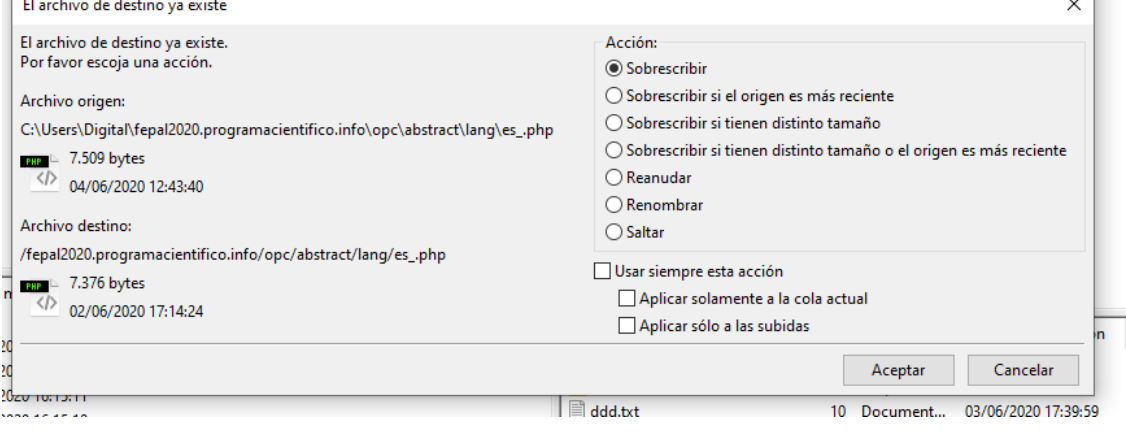 El archivo de destino ya existe
El archivo de destino ya existe.
Por favor escoja una acción.
Archivo origen:
C:\Users\Digital\fepal2020.programacientifico.info\opc\abstract\lang\es_.php
PHP
7.509 bytes
04/06/2020 12:43:40
Archivo destino:
/fepal2020.programacientifico.info/opc/abstract/lang/es_.php
PHP
7.376 bytes
02/06/2020 17:14:24
Acción:
Sobrescribir
Sobrescribir si el origen es más reciente
Sobrescribir si tienen distinto tamaño
Sobrescribir si tienen distinto tamaño o el origen es más reciente
Reanudar
Renombrar
Saltar
Usar siempre esta acción
Aplicar solamente a la cola actual
Aplicar sólo a las subidas
Aceptar Cancelar
ddd.txt 10 Document... 03/06/2020 17:39:59